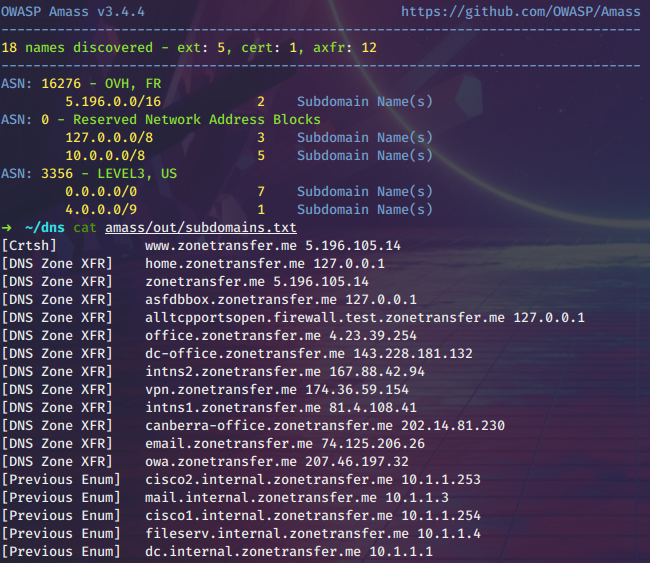 OWASP Amass v3.4.4 https://github.com/OWASP/Amass
--------------------------------------------------------------------------------
18 names discovered - ext: 5, cert: 1, axfr: 12
--------------------------------------------------------------------------------
ASN: 16276 - OVH, FR
5.196.0.0/16 2 Subdomain Name(s)
ASN: 0 - Reserved Network Address Blocks
127.0.0.0/8 3 Subdomain Name(s)
10.0.0.0/8 5 Subdomain Name(s)
ASN: 3356 - LEVEL3, US
0.0.0.0/0 7 Subdomain Name(s)
4.0.0.0/9 1 Subdomain Name(s)
➜ ~/dns cat amass/out/subdomains.txt
[Crtsh] www.zonetransfer.me 5.196.105.14
[DNS Zone XFR] home.zonetransfer.me 127.0.0.1
[DNS Zone XFR] zonetransfer.me 5.196.105.14
[DNS Zone XFR] asfdbbox.zonetransfer.me 127.0.0.1
[DNS Zone XFR] alltcpportsopen.firewall.test.zonetransfer.me 127.0.0.1
[DNS Zone XFR] office.zonetransfer.me 4.23.39.254
[DNS Zone XFR] dc-office.zonetransfer.me 143.228.181.132
[DNS Zone XFR] intns2.zonetransfer.me 167.88.42.94
[DNS Zone XFR] vpn.zonetransfer.me 174.36.59.154
[DNS Zone XFR] intns1.zonetransfer.me 81.4.108.41
[DNS Zone XFR] canberra-office.zonetransfer.me 202.14.81.230
[DNS Zone XFR] email.zonetransfer.me 74.125.206.26
[DNS Zone XFR] owa.zonetransfer.me 207.46.197.32
[Previous Enum] cisco2.internal.zonetransfer.me 10.1.1.253
[Previous Enum] mail.internal.zonetransfer.me 10.1.1.3
[Previous Enum] cisco1.internal.zonetransfer.me 10.1.1.254
[Previous Enum] fileserv.internal.zonetransfer.me 10.1.1.4
[Previous Enum] dc.internal.zonetransfer.me 10.1.1.1